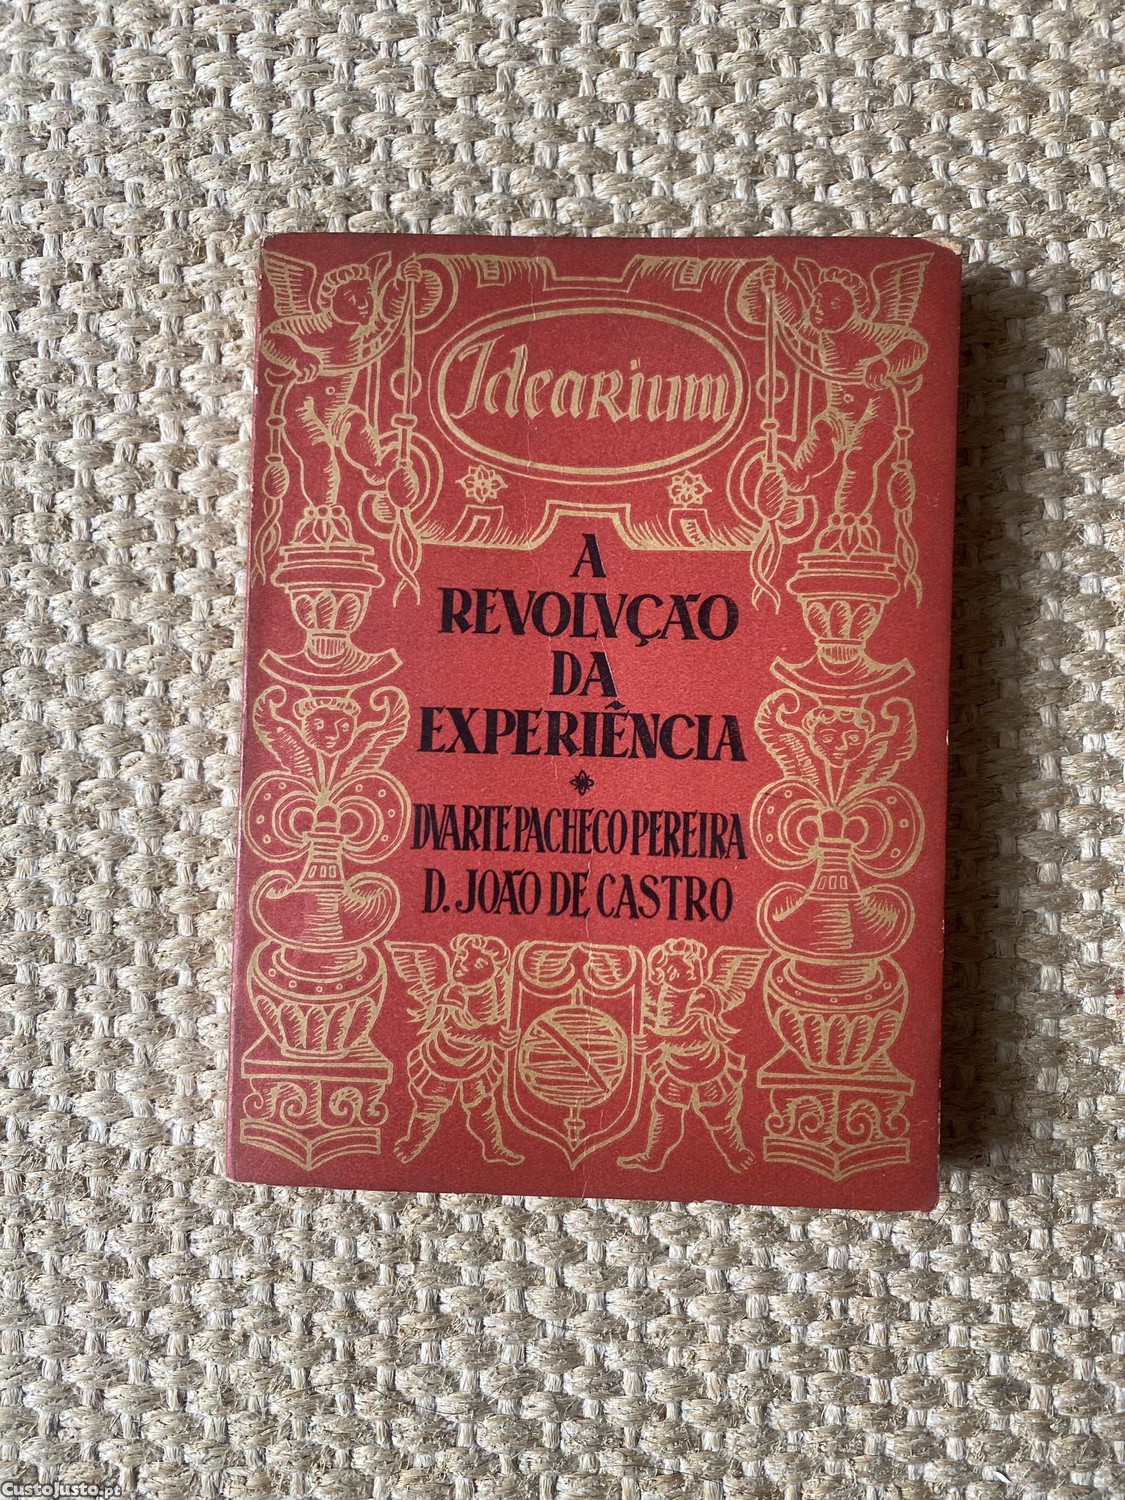 Idearium
A
REVOLVÇÃO
DA
EXPERIÊNCIA
DVARTE PACHECO PEREIRA
D. JOÃO DE CASTRO
CustoJusto.pt